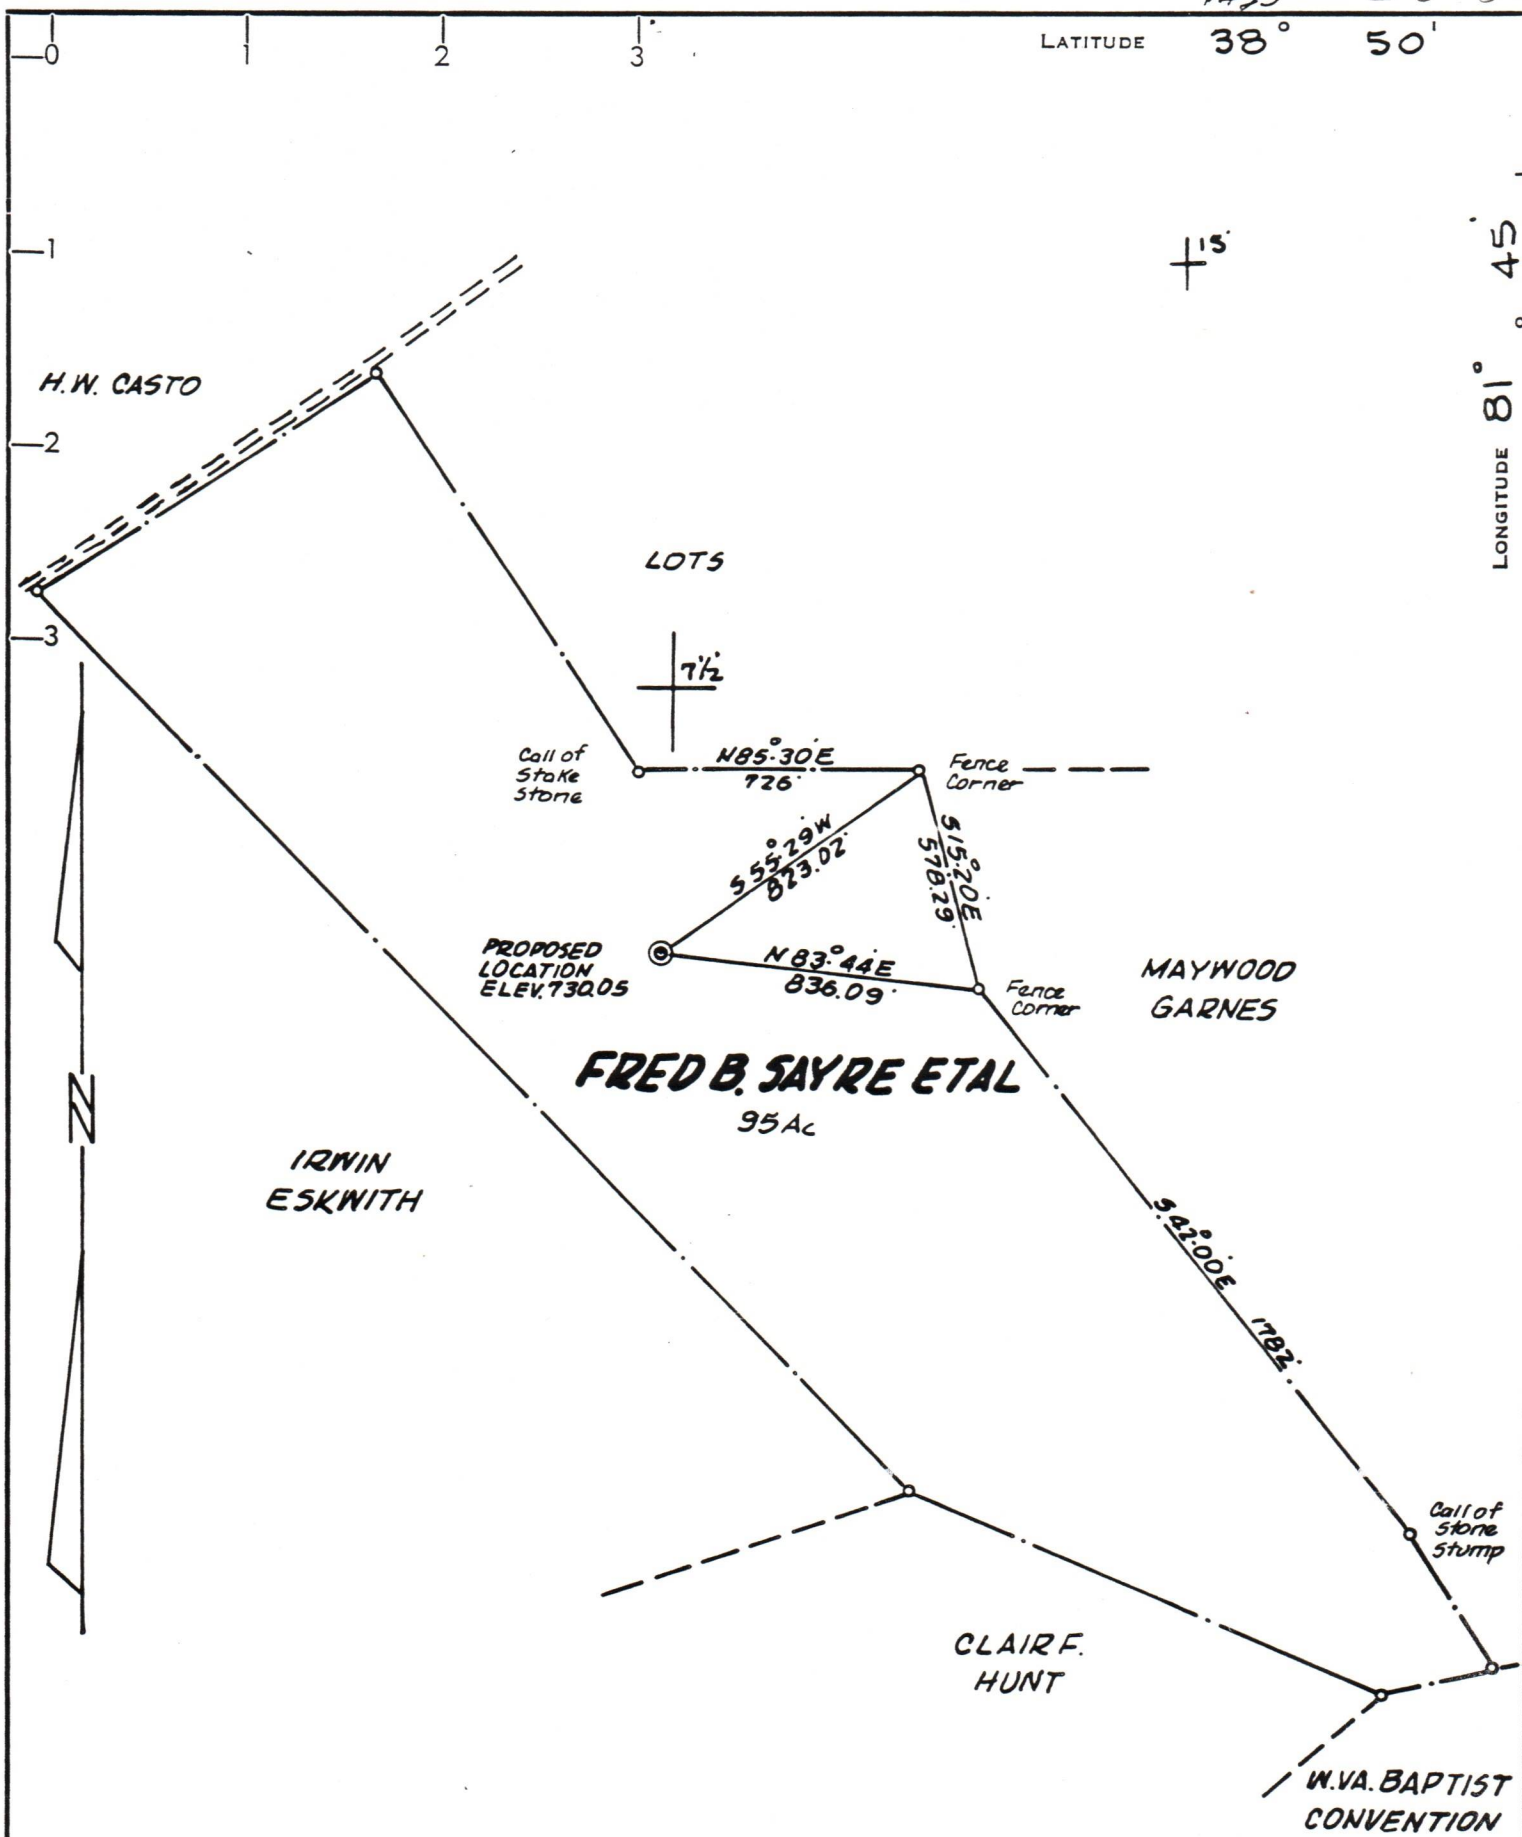 0 1 2 3
LATITUDE 38° 50'
0
1
2
3
LONGITUDE 81° 45'
15'
H.W. CASTO
LOTS
7½'
Call of
Stake
Stone
N85°30'E
726'
Fence
Corner
S55°29'W
823.02'
S15°20'E
578.29'
PROPOSED
LOCATION
ELEV. 730.05
N83°44'E
836.09'
Fence
Corner
MAYWOOD
GARNES
FRED B. SAYRE ETAL
95 Ac
N
IRWIN
ESKWITH
S42°00'E 1782'
Call of
Stone
Stump
CLAIR F.
HUNT
W.VA. BAPTIST
CONVENTION